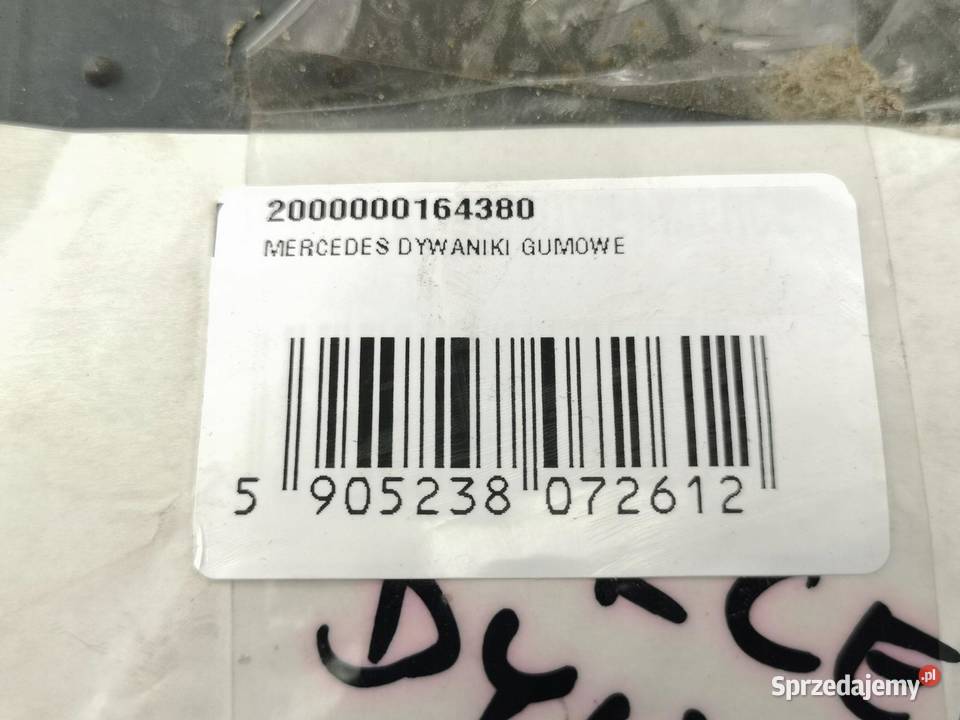 2000000164380
MERCEDES DYWANIKI GUMOWE
5 905238 072612
Sprzedajemy.pl